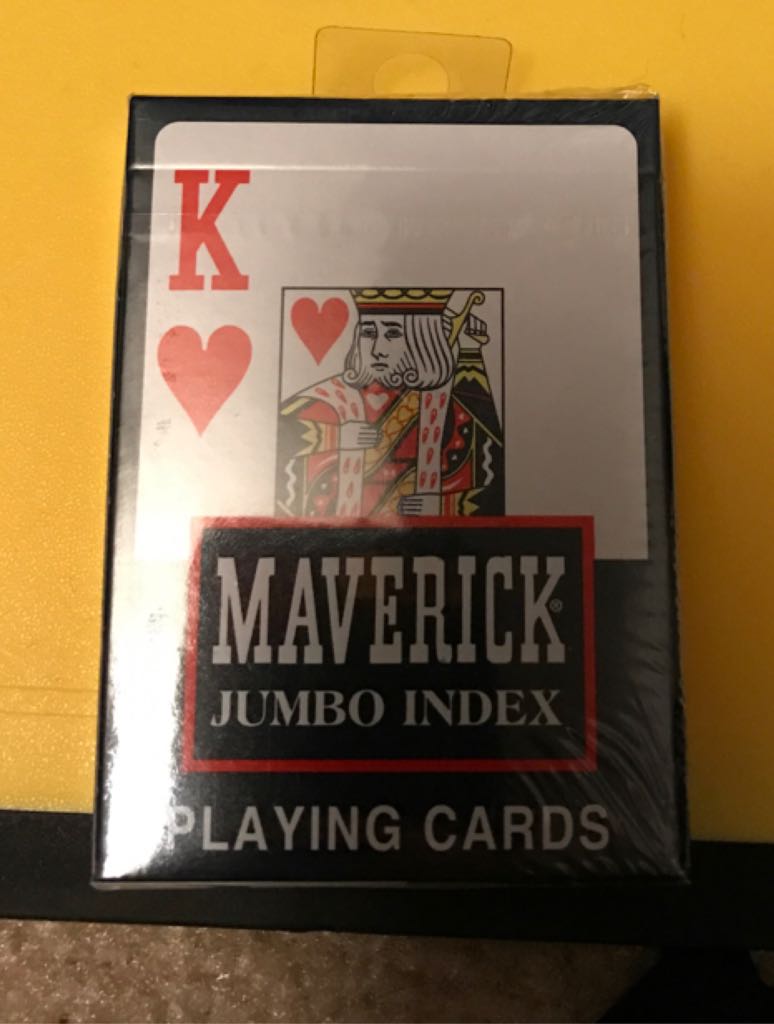 K
MAVERICK®
JUMBO INDEX
PLAYING CARDS